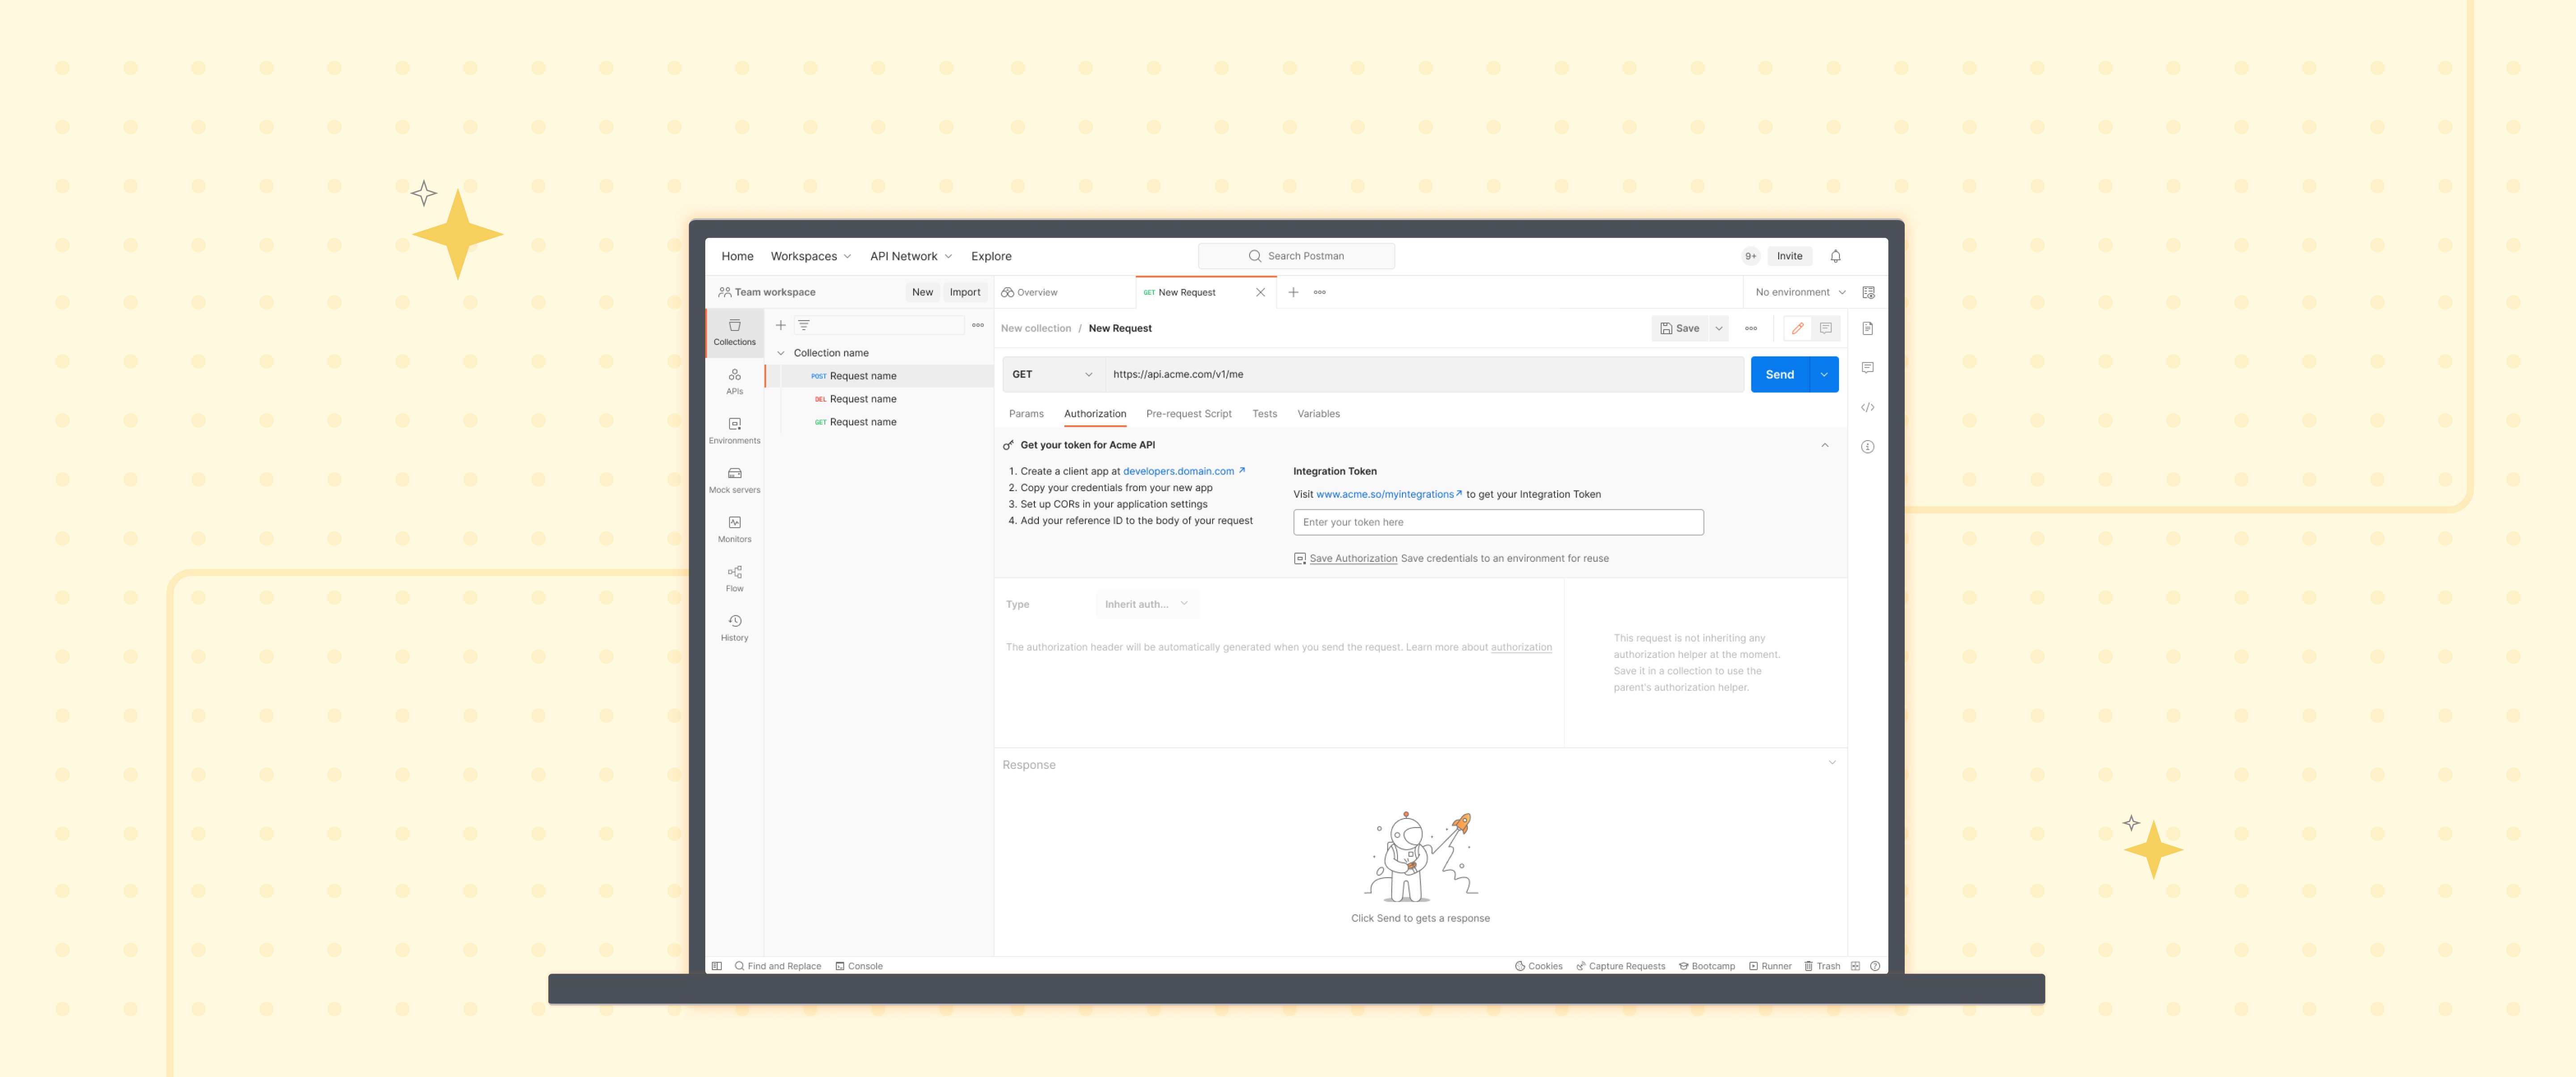 Home Workspaces API Network Explore Search Postman 9+ Invite
Team workspace New Import Overview GET New Request No environment
New collection / New Request Save
Collections
Collection name
POST Request name
DEL Request name
GET Request name
APIs
Environments
Mock servers
Monitors
Flow
History
GET https://api.acme.com/v1/me Send
Params Authorization Pre-request Script Tests Variables
Get your token for Acme API
1. Create a client app at developers.domain.com
2. Copy your credentials from your new app
3. Set up CORs in your application settings
4. Add your reference ID to the body of your request
Integration Token
Visit www.acme.so/myintegrations to get your Integration Token
Enter your token here
Save Authorization Save credentials to an environment for reuse
Type Inherit auth...
The authorization header will be automatically generated when you send the request. Learn more about authorization
This request is not inheriting any
authorization helper at the moment.
Save it in a collection to use the
parent's authorization helper.
Response
Click Send to gets a response
Find and Replace Console Cookies Capture Requests Bootcamp Runner Trash